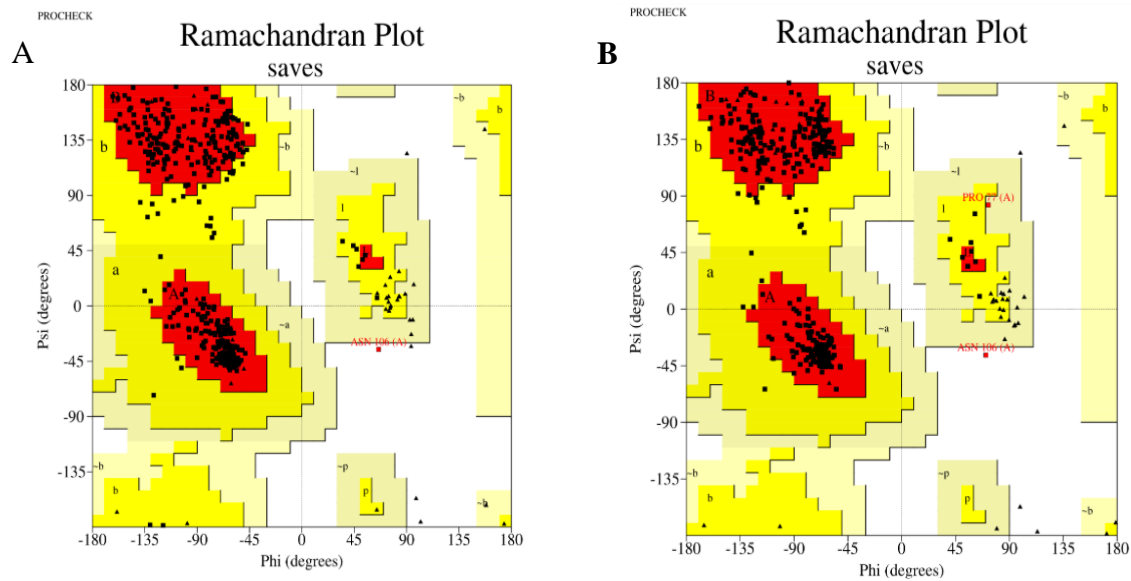 PROCHECK
A
Ramachandran Plot
saves
B
180
135
90
45
0
-45
-90
-135
Psi (degrees)
B
b
~b
~b
b
~l
l
a
A
~a
ASN 106 (A)
~b
b
~p
p
~b
-180 -135 -90 -45 0 45 90 135 180
Phi (degrees)
PROCHECK
Ramachandran Plot
saves
180
135
90
45
0
-45
-90
-135
Psi (degrees)
B
b
~b
~b
b
~l
l
PRO 77 (A)
a
A
~a
ASN 106 (A)
~b
b
~p
p
~b
-180 -135 -90 -45 0 45 90 135 180
Phi (degrees)